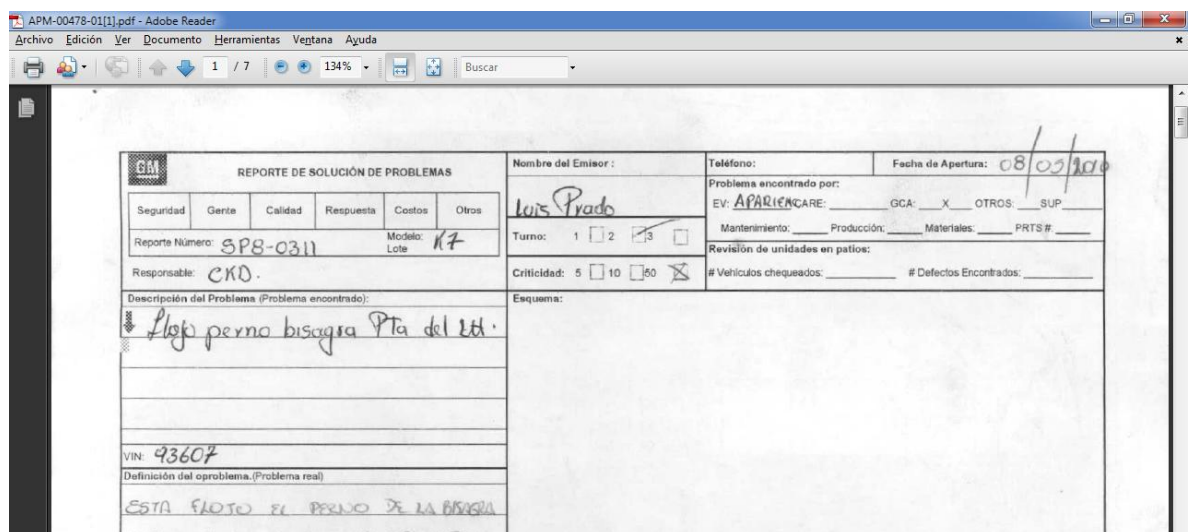 APM-00478-01[1].pdf - Adobe Reader
Archivo Edición Ver Documento Herramientas Ventana Ayuda
1 / 7 134% Buscar
GM
REPORTE DE SOLUCIÓN DE PROBLEMAS
Seguridad Gente Calidad Respuesta Costos Otros
Reporte Número: SP8-0311 Modelo: Lote K7
Responsable: CKD.
Nombre del Emisor :
Luis Prado
Turno: 1 2 3
Criticidad: 5 10 50 X
Teléfono: Fecha de Apertura:
Problema encontrado por:
EV: APARIENCARE: GCA: X OTROS: SUP
Mantenimiento: Producción: Materiales: PRTS #:
Revisión de unidades en patios:
# Vehículos chequeados: # Defectos Encontrados:
Descripción del Problema (Problema encontrado):
flojo perno bisagra Pta del LH.
VIN: 93607
Definición del oproblema.(Problema real)
ESTA FLOJO EL PERNO DE LA BISAGRA
Esquema: